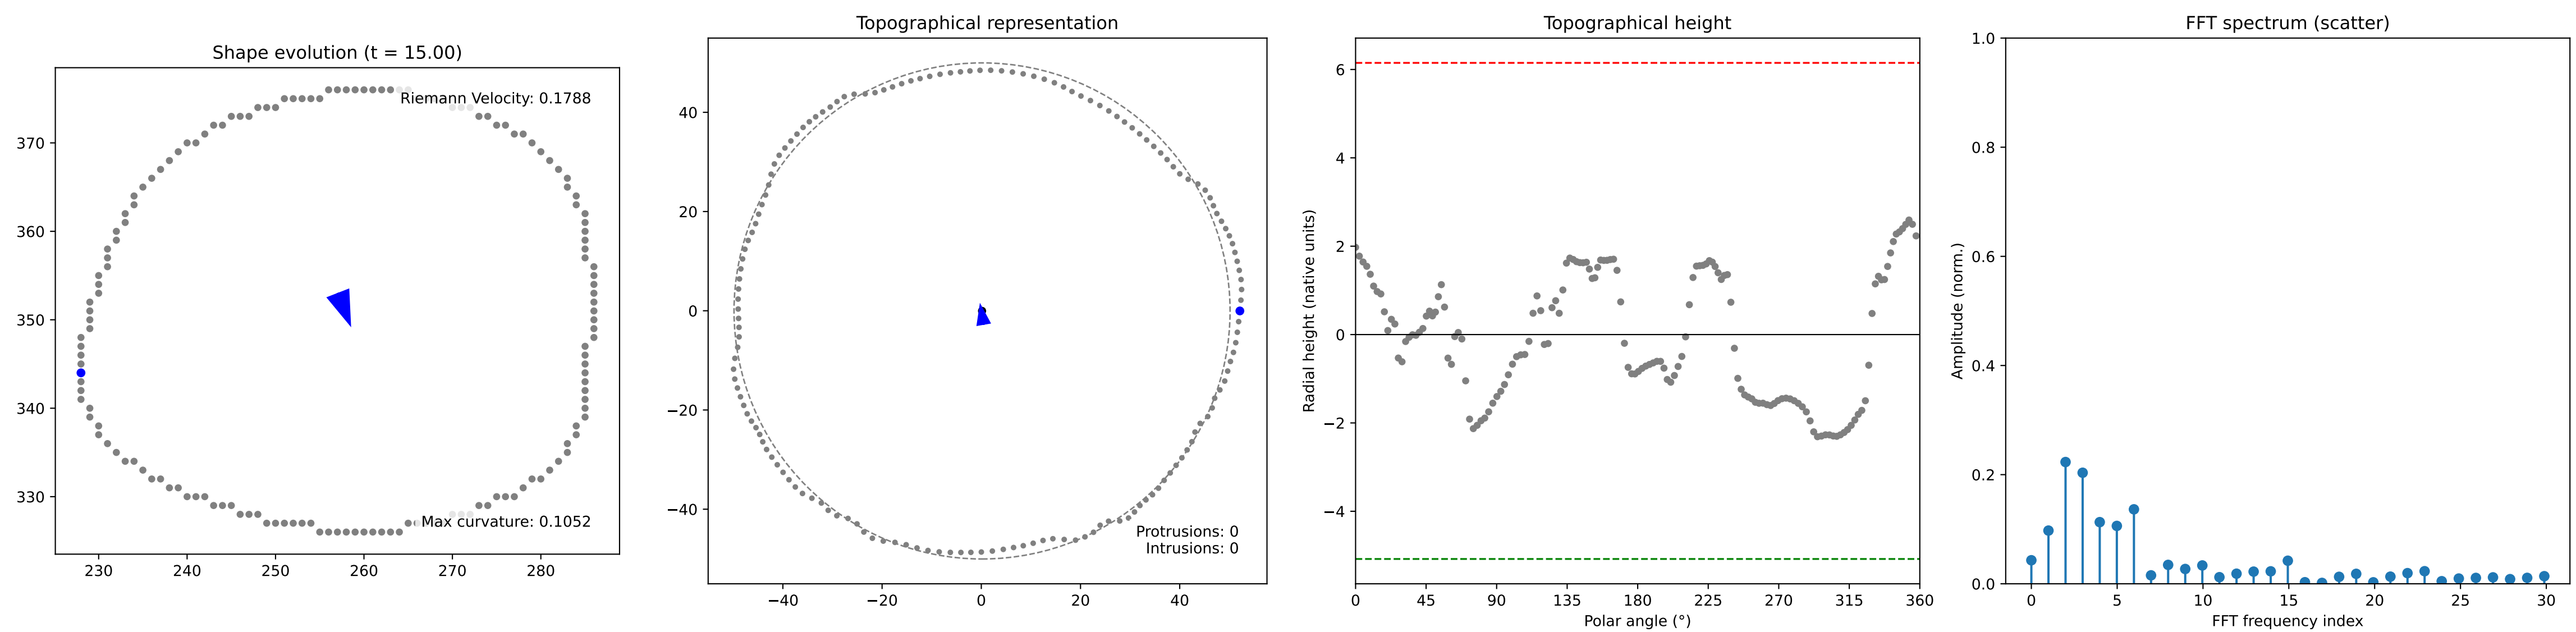 Shape evolution (t = 15.00)
Riemann Velocity: 0.1788
Max curvature: 0.1052
370
360
350
340
330
230 240 250 260 270 280
Topographical representation
40
20
0
−20
−40
−40 −20 0 20 40
Protrusions: 0
Intrusions: 0
Topographical height
Radial height (native units)
6
4
2
0
−2
−4
0 45 90 135 180 225 270 315 360
Polar angle (°)
FFT spectrum (scatter)
Amplitude (norm.)
1.0
0.8
0.6
0.4
0.2
0.0
0 5 10 15 20 25 30
FFT frequency index